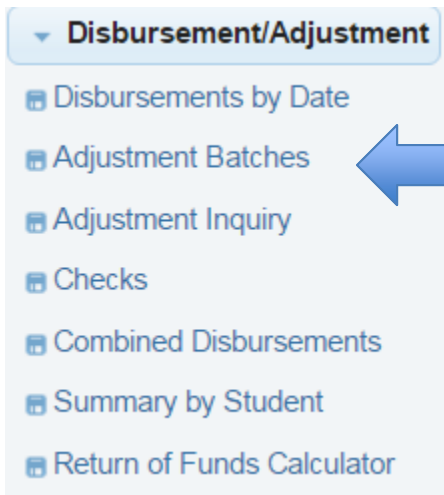 Disbursement/Adjustment
Disbursements by Date
Adjustment Batches
Adjustment Inquiry
Checks
Combined Disbursements
Summary by Student
Return of Funds Calculator